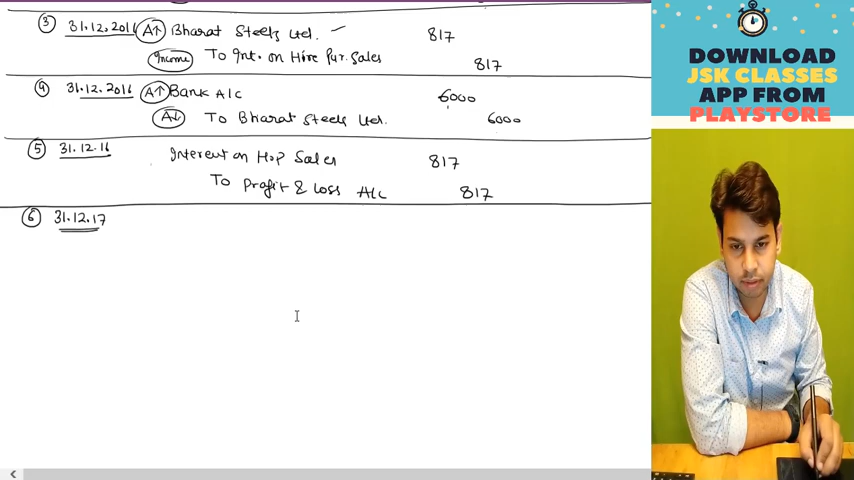 ③ 31.12.2016 A↑ Bharat Steels Ltd. 817
Income To Int. on Hire Pur. Sales 817
④ 31.12.2016 A↑ Bank A/C 6000
A↓ To Bharat Steels Ltd. 6000
⑤ 31.12.16 Interest on H.P Sales 817
To Profit & Loss A/C 817
⑥ 31.12.17
DOWNLOAD
JSK CLASSES
APP FROM
PLAYSTORE